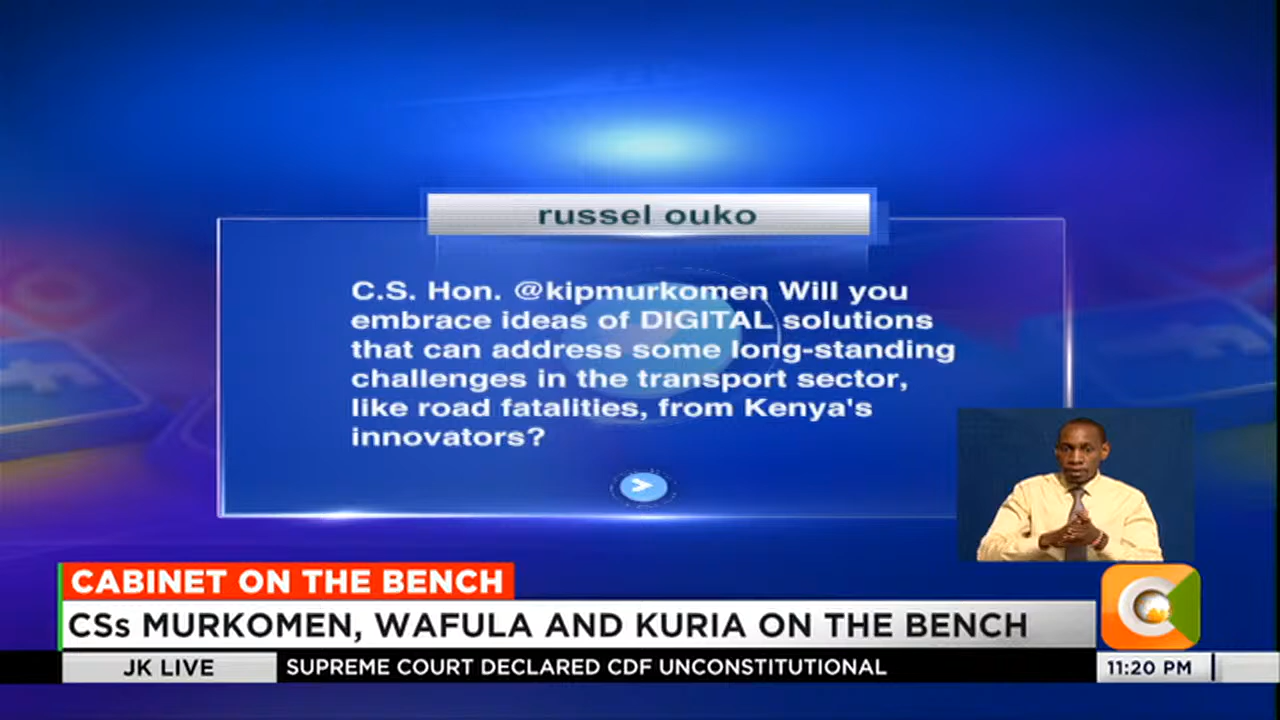 russel ouko
C.S. Hon. @kipmurkomen Will you
embrace ideas of DIGITAL solutions
that can address some long-standing
challenges in the transport sector,
like road fatalities, from Kenya's
innovators?
CABINET ON THE BENCH
CSs MURKOMEN, WAFULA AND KURIA ON THE BENCH
JK LIVE
SUPREME COURT DECLARED CDF UNCONSTITUTIONAL
11:20 PM